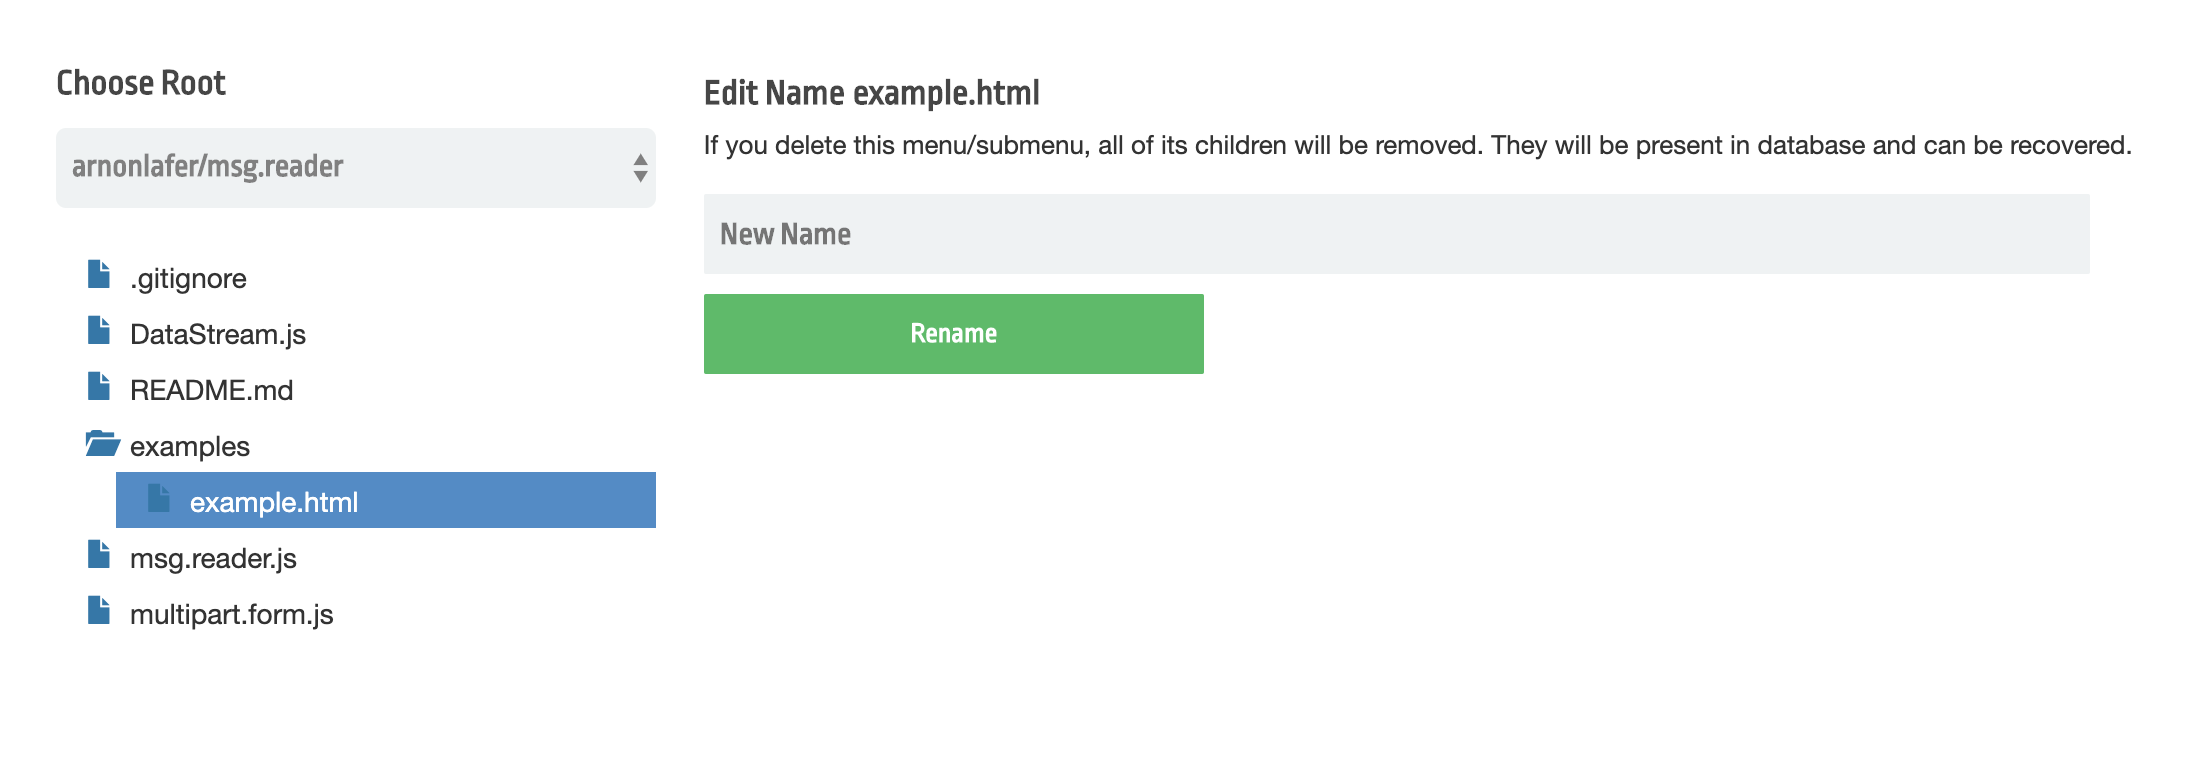 Choose Root
arnonlafer/msg.reader
.gitignore
DataStream.js
README.md
examples
example.html
msg.reader.js
multipart.form.js
Edit Name example.html
If you delete this menu/submenu, all of its children will be removed. They will be present in database and can be recovered.
New Name
Rename